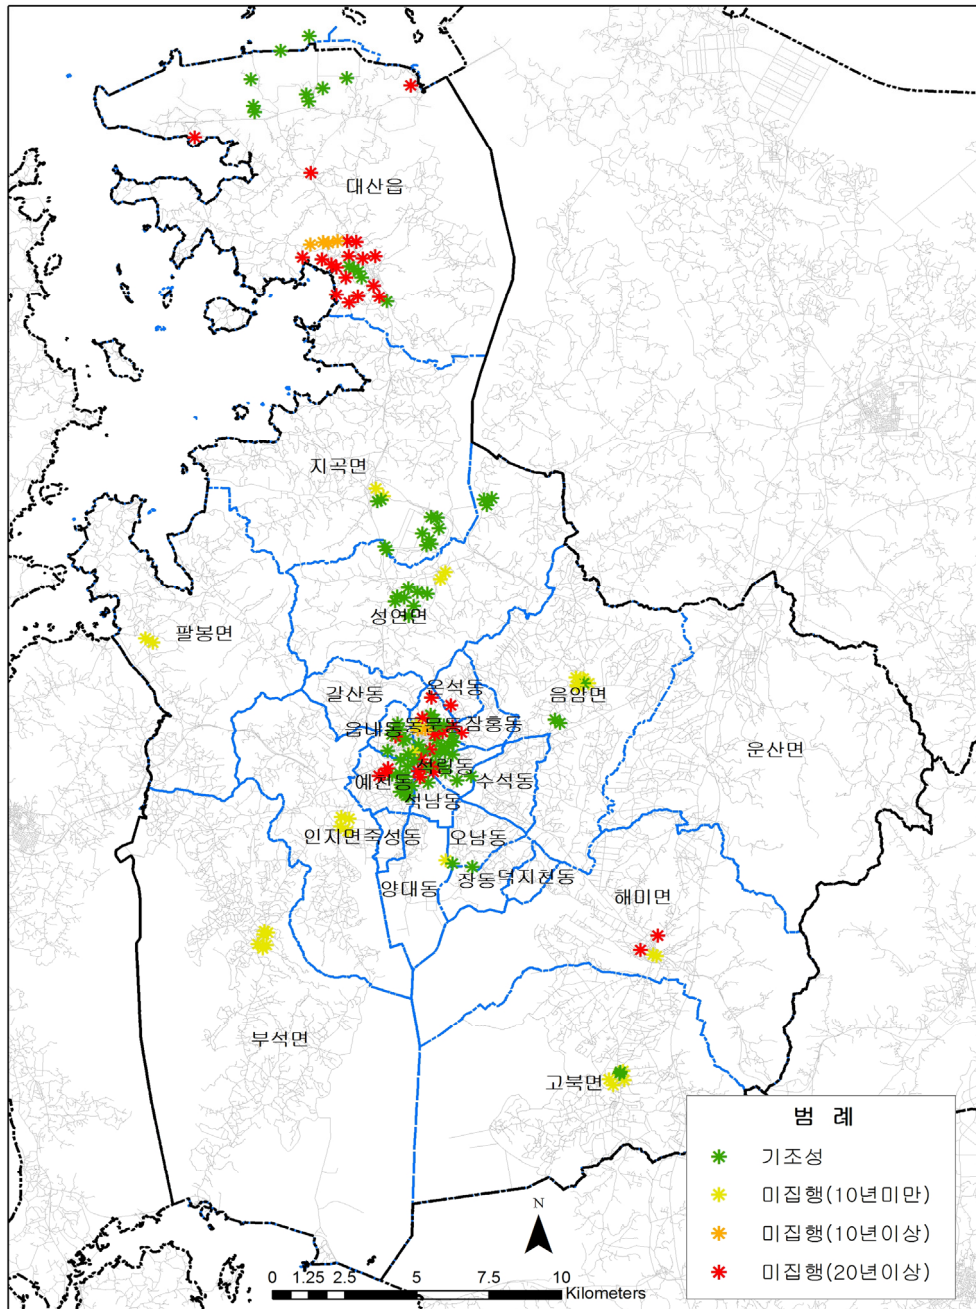 대산읍
지곡면
성연면
팔봉면
갈산동
온석동
음암면
읍내동
동문동
잠홍동
운산면
석림동
예천동
수석동
석남동
인지면
죽성동
오남동
양대동
장동
덕지천동
해미면
부석면
고북면
범 례
기조성
미집행(10년미만)
미집행(10년이상)
미집행(20년이상)
N
0 1.25 2.5 5 7.5 10
Kilometers